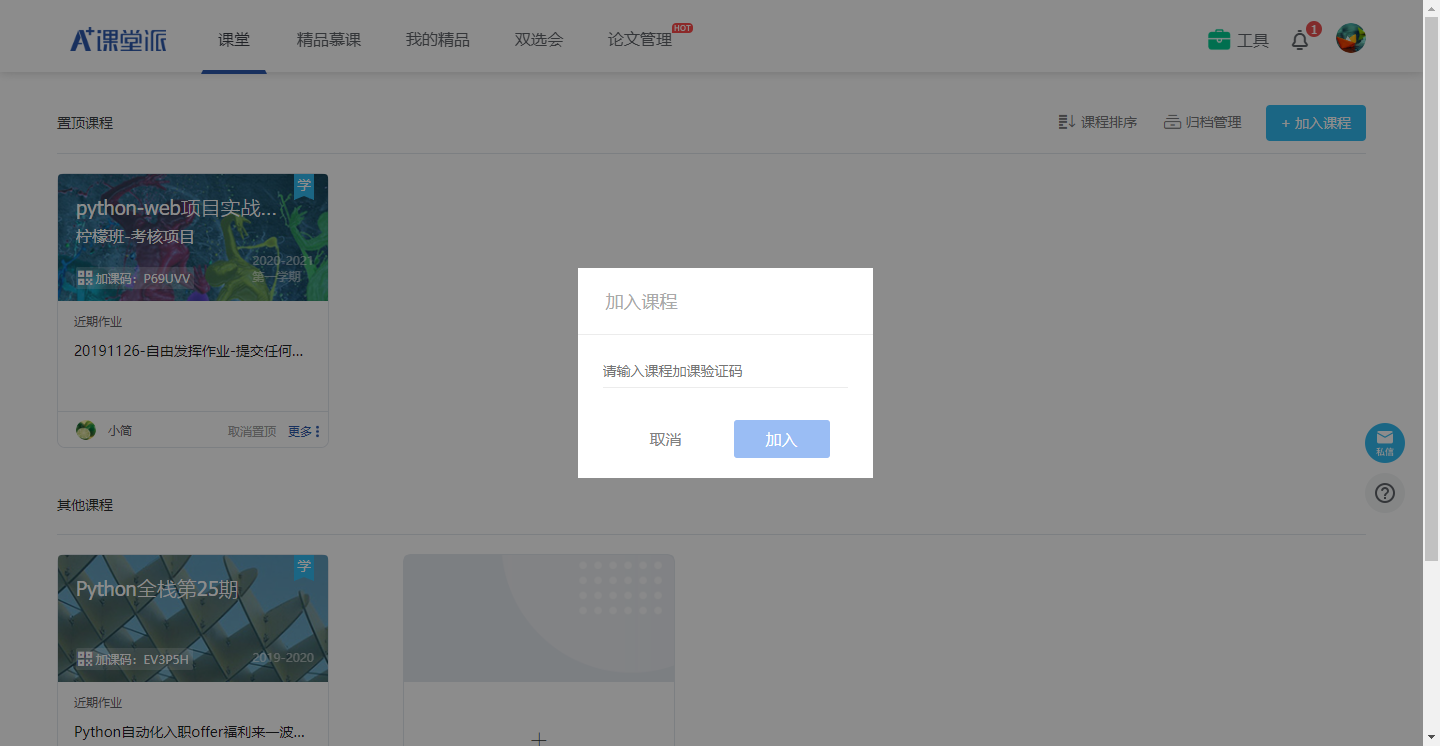 A+课堂派
课堂
精品慕课
我的精品
双选会
论文管理
HOT
工具
1
置顶课程
课程排序
归档管理
+ 加入课程
学
python-web项目实战...
柠檬班-考核项目
2020-2021
第一学期
加课码：P69UVV
近期作业
20191126-自由发挥作业-提交任何...
小简
取消置顶
更多
加入课程
请输入课程加课验证码
取消
加入
私信
其他课程
学
Python全栈第25期
加课码：EV3P5H
2019-2020
近期作业
Python自动化入职offer福利来—波...